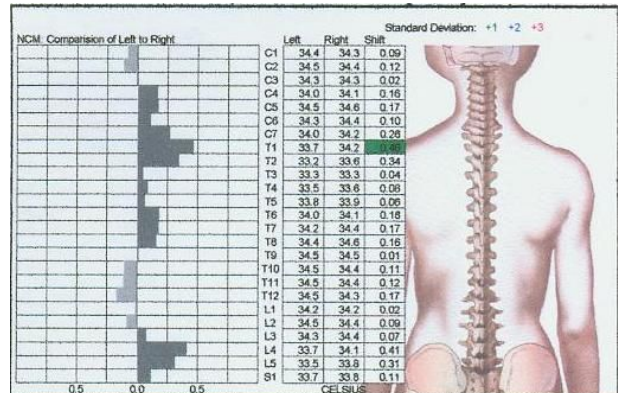 Standard Deviation: +1 +2 +3
NCM: Comparision of Left to Right
Left Right Shift
C1 34.4 34.3 0.09
C2 34.5 34.4 0.12
C3 34.3 34.3 0.02
C4 34.0 34.1 0.16
C5 34.5 34.6 0.17
C6 34.3 34.4 0.10
C7 34.0 34.2 0.26
T1 33.7 34.2 0.46
T2 33.2 33.6 0.34
T3 33.3 33.3 0.04
T4 33.5 33.6 0.08
T5 33.8 33.9 0.06
T6 34.0 34.1 0.18
T7 34.2 34.4 0.17
T8 34.4 34.6 0.16
T9 34.5 34.5 0.01
T10 34.5 34.4 0.11
T11 34.5 34.4 0.12
T12 34.5 34.3 0.17
L1 34.2 34.2 0.02
L2 34.5 34.4 0.09
L3 34.3 34.4 0.07
L4 33.7 34.1 0.41
L5 33.5 33.8 0.31
S1 33.7 33.8 0.11
0.5 0.0 0.5 CELSIUS